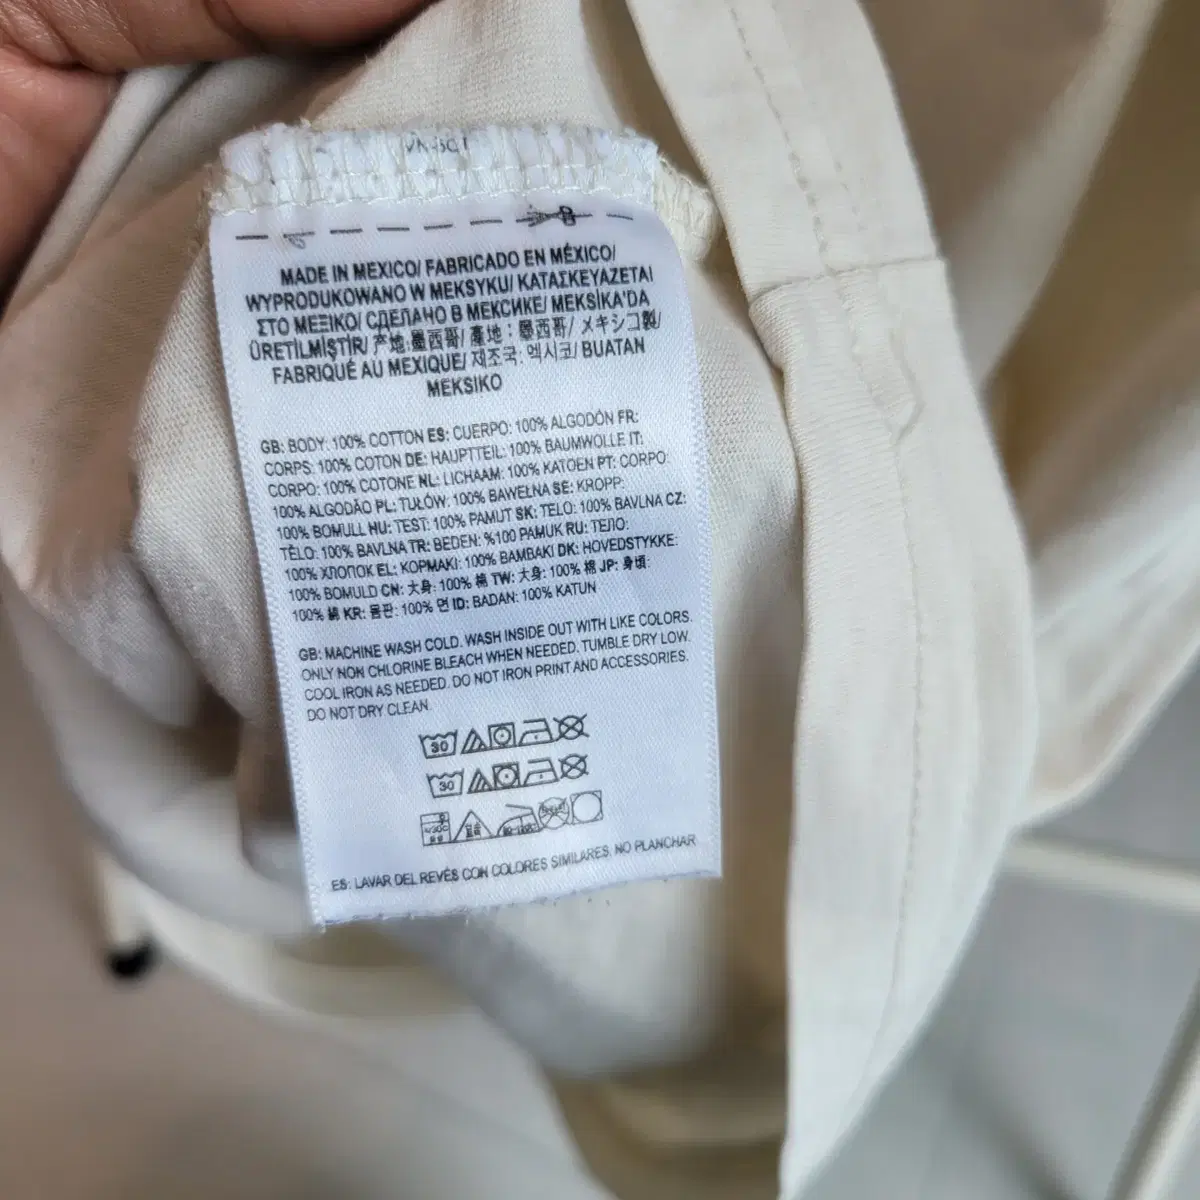 MADE IN MEXICO/ FABRICADO EN MÉXICO/
WYPRODUKOWANO W MEKSYKU/ ΚΑΤΑΣΚΕΥΑΖΕΤΑΙ
ΣΤΟ ΜΕΞΙΚΟ/ СДЕЛАНО В МЕКСИКЕ/ MEKSİKA'DA
ÜRETİLMİŞTİR/ 产地:墨西哥/ 產地:墨西哥/ メキシコ製/
FABRIQUÉ AU MEXIQUE/ 제조국: 멕시코/ BUATAN
MEKSIKO
GB: BODY: 100% COTTON ES: CUERPO: 100% ALGODÓN FR:
CORPS: 100% COTON DE: HAUPTTEIL: 100% BAUMWOLLE IT:
CORPO: 100% COTONE NL: LICHAAM: 100% KATOEN PT: CORPO:
100% ALGODÃO PL: TUŁÓW: 100% BAWEŁNA SE: KROPP:
100% BOMULL HU: TEST: 100% PAMUT SK: TELO: 100% BAVLNA CZ:
TĚLO: 100% BAVLNA TR: BEDEN: %100 PAMUK RU: ТЕЛО:
100% ХЛОПОК EL: ΚΟΡΜΑΚΙ: 100% ΒΑΜΒΑΚΙ DK: HOVEDSTYKKE:
100% BOMULD CN: 大身: 100% 棉 TW: 大身: 100% 棉 JP: 身頃:
100% 綿 KR: 몸판: 100% 면 ID: BADAN: 100% KATUN
GB: MACHINE WASH COLD. WASH INSIDE OUT WITH LIKE COLORS.
ONLY NON CHLORINE BLEACH WHEN NEEDED. TUMBLE DRY LOW.
COOL IRON AS NEEDED. DO NOT IRON PRINT AND ACCESSORIES.
DO NOT DRY CLEAN.
30
30
ES: LAVAR DEL REVÉS CON COLORES SIMILARES. NO PLANCHAR